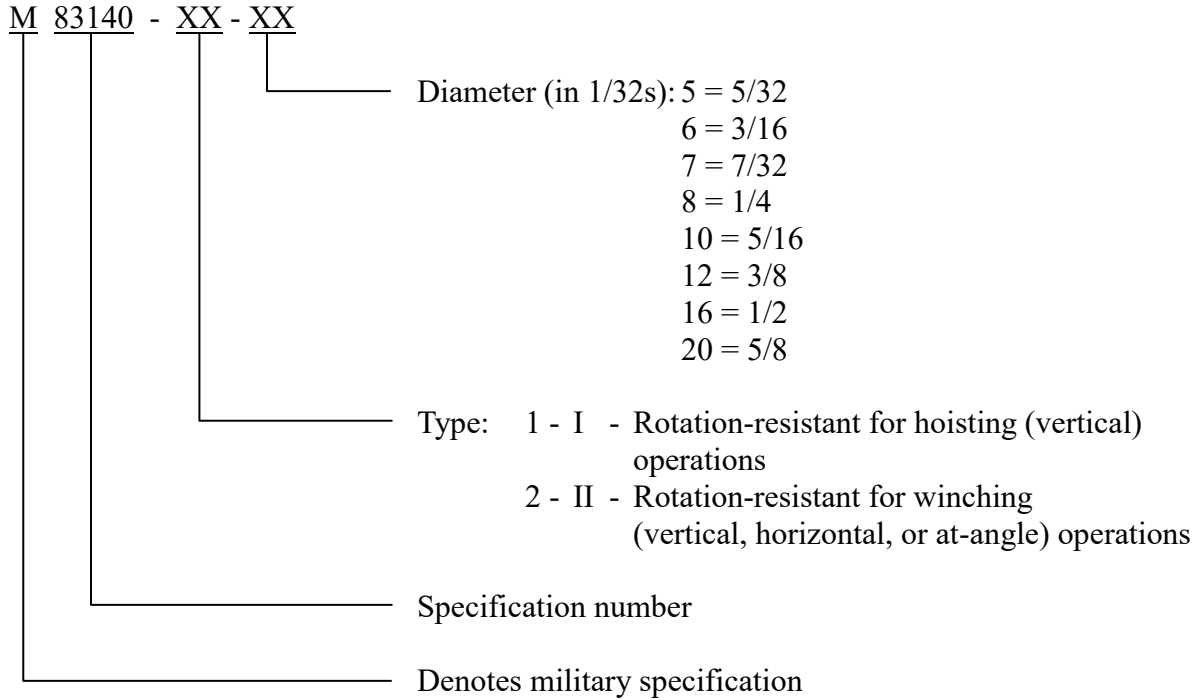 M 83140 - XX - XX
Diameter (in 1/32s): 5 = 5/32
6 = 3/16
7 = 7/32
8 = 1/4
10 = 5/16
12 = 3/8
16 = 1/2
20 = 5/8
Type: 1 - I - Rotation-resistant for hoisting (vertical)
operations
2 - II - Rotation-resistant for winching
(vertical, horizontal, or at-angle) operations
Specification number
Denotes military specification